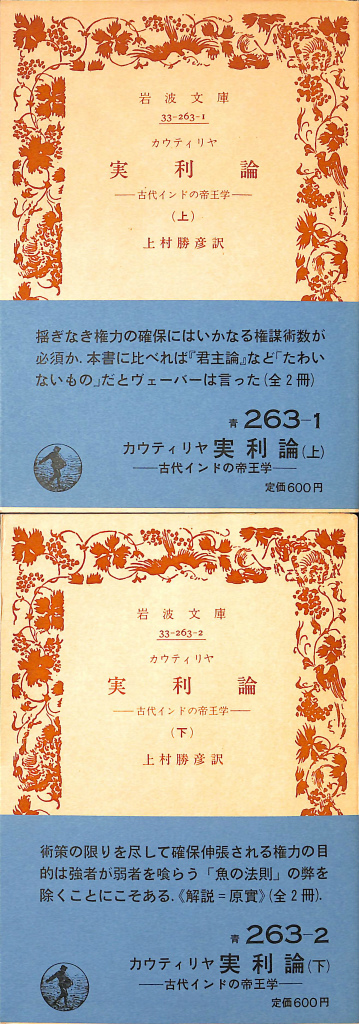 岩波文庫
33-263-1
カウティリヤ
実利論
──古代インドの帝王学──
(上)
上村勝彦訳
揺ぎなき権力の確保にはいかなる権謀術数が
必須か．本書に比べれば『君主論』など「たわい
ないもの」だとヴェーバーは言った(全2冊)
青 263-1
カウティリヤ 実利論(上)
──古代インドの帝王学──
定価600円
岩波文庫
33-263-2
カウティリヤ
実利論
──古代インドの帝王学──
(下)
上村勝彦訳
術策の限りを尽して確保伸張される権力の目
的は強者が弱者を喰らう「魚の法則」の弊を
除くことにこそある．《解説＝原實》(全2冊)．
青 263-2
カウティリヤ 実利論(下)
──古代インドの帝王学──
定価600円